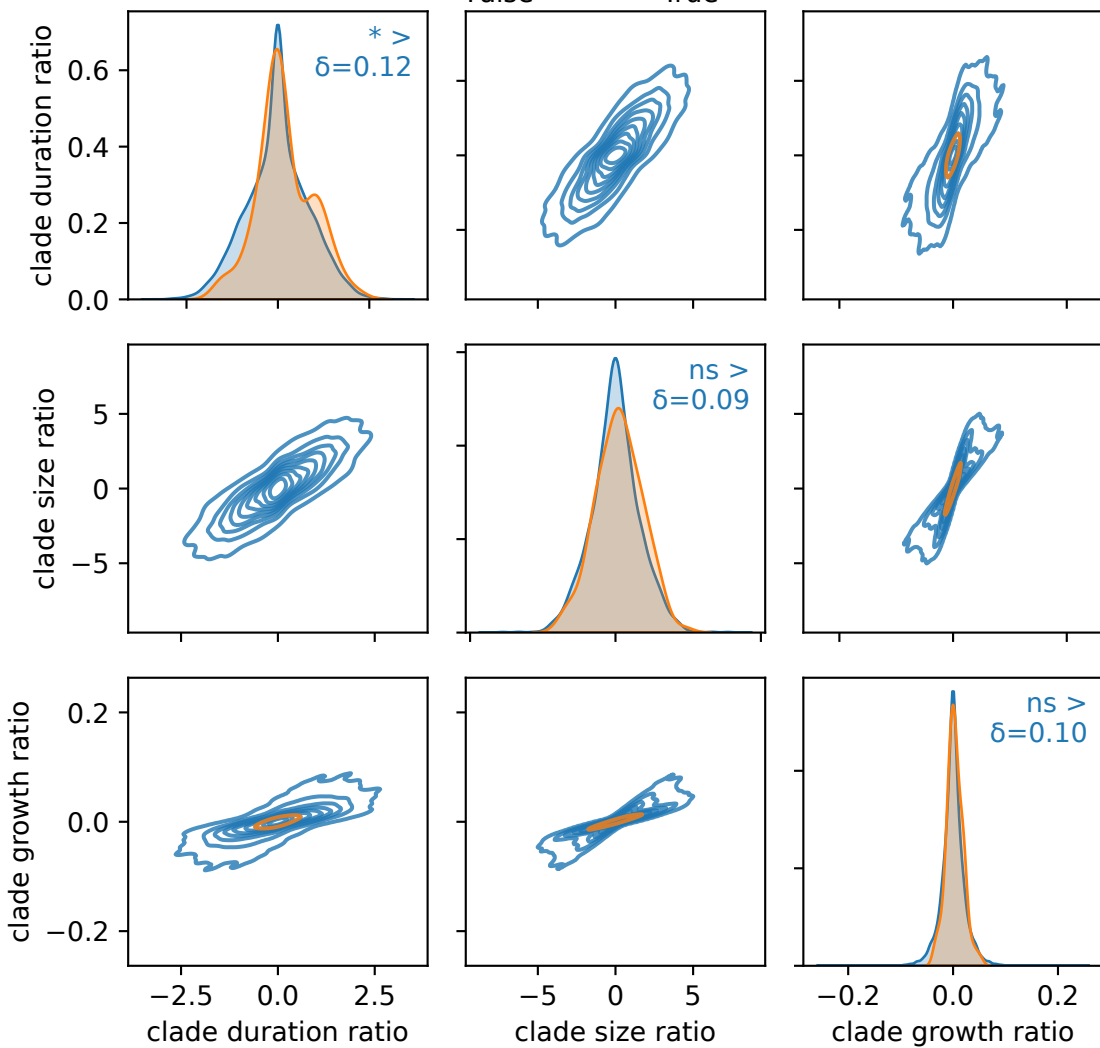 True
clade duration ratio
0.6
0.4
0.2
0.0
* >
δ=0.12
clade size ratio
5
0
−5
ns >
δ=0.09
clade growth ratio
0.2
0.0
−0.2
ns >
δ=0.10
−2.5 0.0 2.5
−5 0 5
−0.2 0.0 0.2
clade duration ratio
clade size ratio
clade growth ratio